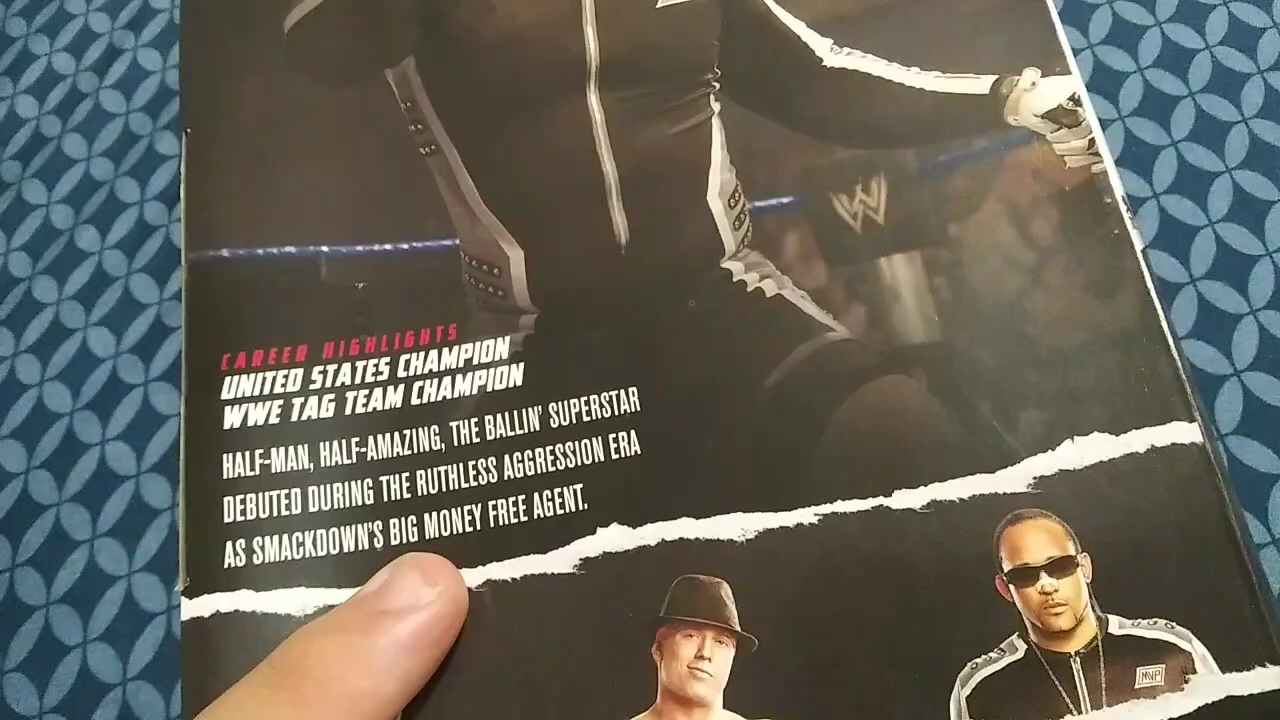 CAREER HIGHLIGHTS
UNITED STATES CHAMPION
WWE TAG TEAM CHAMPION
HALF-MAN, HALF-AMAZING, THE BALLIN' SUPERSTAR
DEBUTED DURING THE RUTHLESS AGGRESSION ERA
AS SMACKDOWN'S BIG MONEY FREE AGENT.
W
MVP